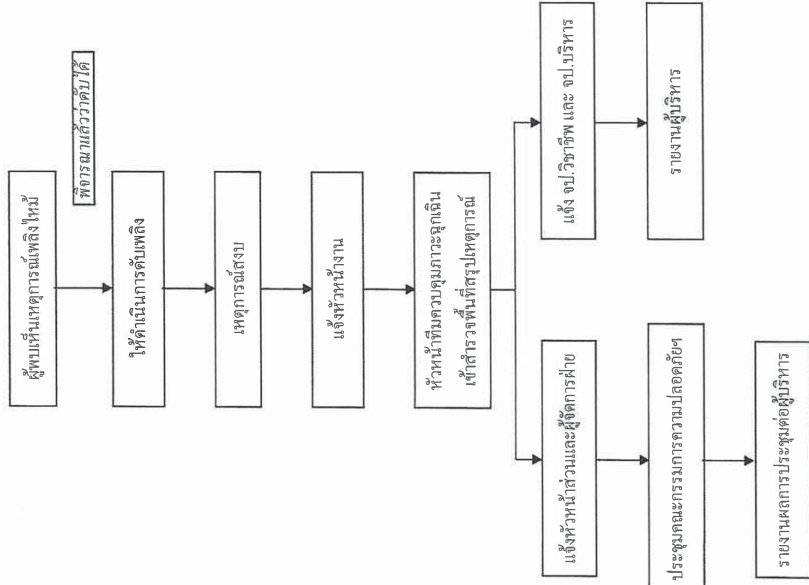 ผู้พบเห็นเหตุการณ์เพลิงไหม้
พิจารณาแล้วว่าดับได้
ให้ดำเนินการดับเพลิง
เหตุการณ์สงบ
แจ้งหัวหน้างาน
หัวหน้าทีมควบคุมภาวะฉุกเฉิน
เข้าสำรวจพื้นที่สรุปเหตุการณ์
แจ้งหัวหน้าส่วนและผู้จัดการฝ่าย
แจ้ง จป.วิชาชีพ และ จป.บริหาร
ประชุมคณะกรรมการความปลอดภัยฯ
รายงานผู้บริหาร
รายงานผลการประชุมต่อผู้บริหาร